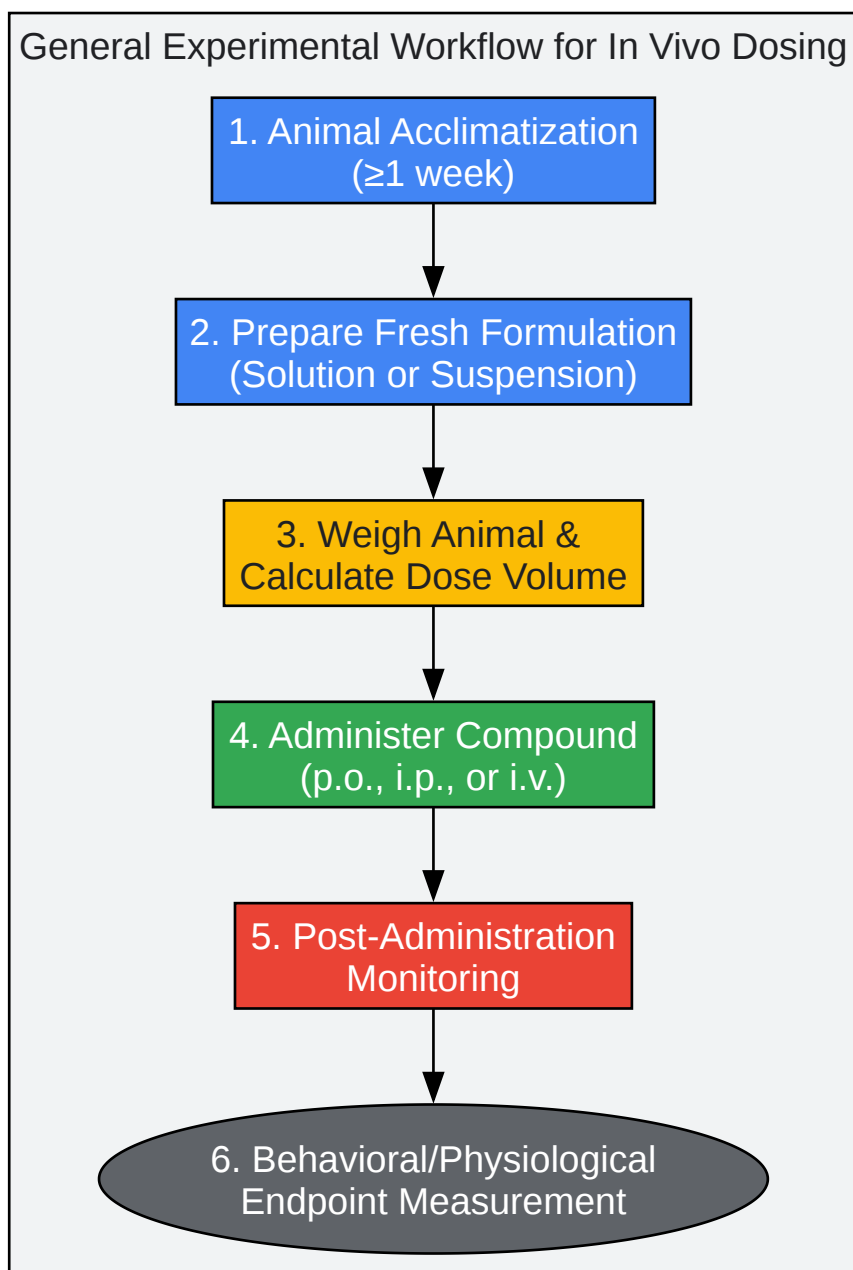 General Experimental Workflow for In Vivo Dosing
1. Animal Acclimatization
(≥1 week)
2. Prepare Fresh Formulation
(Solution or Suspension)
3. Weigh Animal &
Calculate Dose Volume
4. Administer Compound
(p.o., i.p., or i.v.)
5. Post-Administration
Monitoring
6. Behavioral/Physiological
Endpoint Measurement